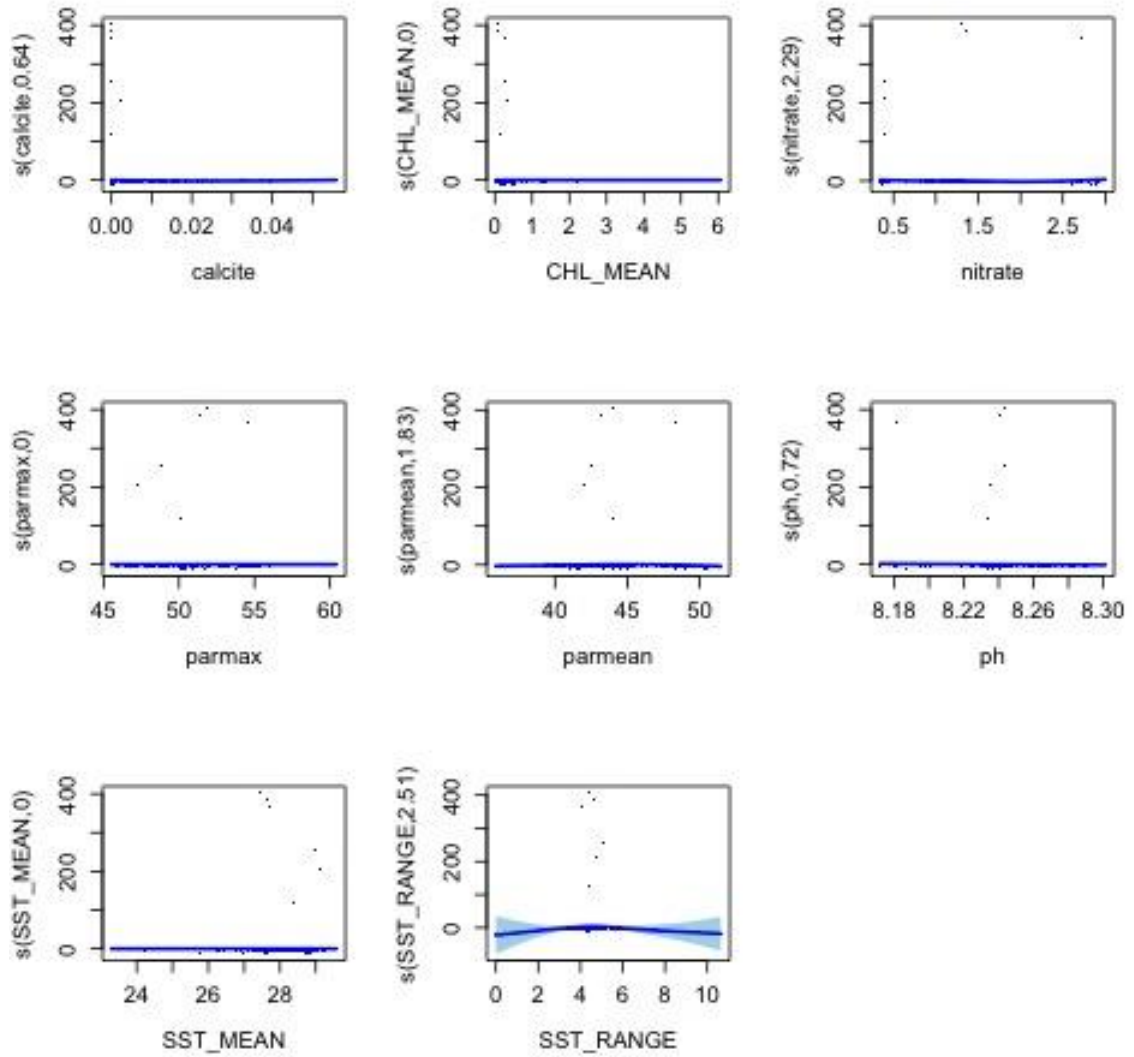 s(calcite,0.64)
400
200
0
0.00 0.02 0.04
calcite
s(CHL_MEAN,0)
400
200
0
0 1 2 3 4 5 6
CHL_MEAN
s(nitrate,2.29)
400
200
0
0.5 1.5 2.5
nitrate
s(parmax,0)
400
200
0
45 50 55 60
parmax
s(parmean,1.83)
400
200
0
40 45 50
parmean
s(ph,0.72)
400
200
0
8.18 8.22 8.26 8.30
ph
s(SST_MEAN,0)
400
200
0
24 26 28
SST_MEAN
s(SST_RANGE,2.51)
400
200
0
0 2 4 6 8 10
SST_RANGE